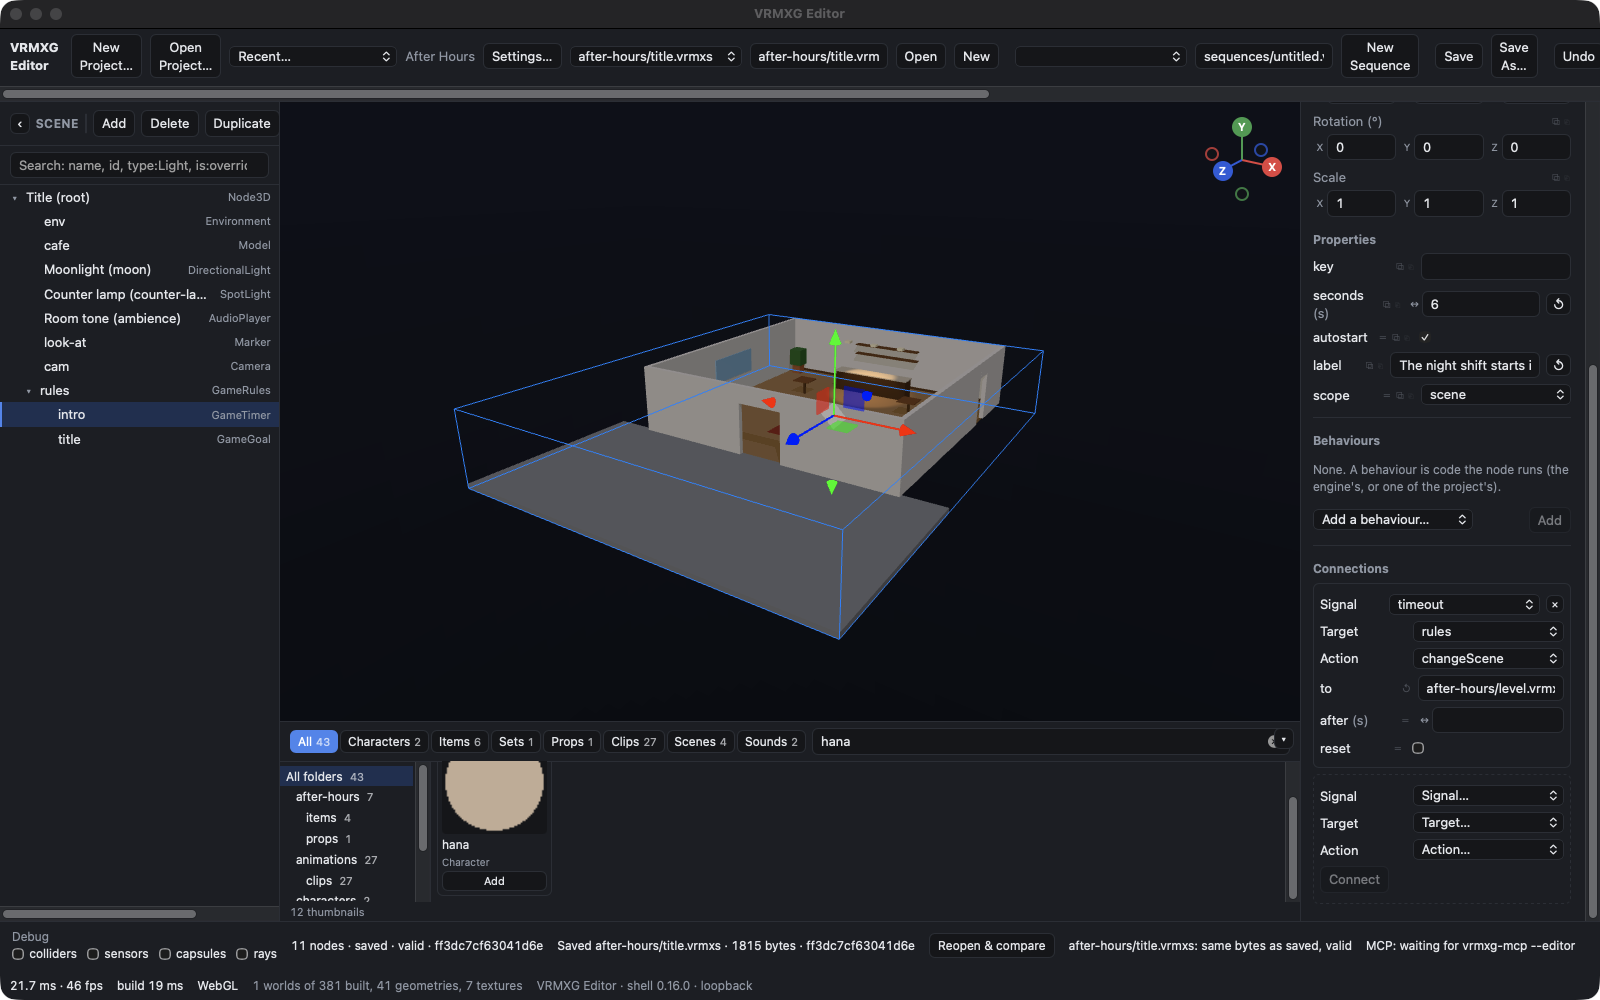 VRMXG Editor
VRMXG Editor
New Project...
Open Project...
Recent...
After Hours
Settings...
after-hours/title.vrmxs
after-hours/title.vrm
Open
New
sequences/untitled.
New Sequence
Save
Save As...
Undo
SCENE
Add
Delete
Duplicate
Search: name, id, type:Light, is:overri
Title (root) Node3D
env Environment
cafe Model
Moonlight (moon) DirectionalLight
Counter lamp (counter-la... SpotLight
Room tone (ambience) AudioPlayer
look-at Marker
cam Camera
rules GameRules
intro GameTimer
title GameGoal
Y
X
Z
Rotation (°)
X 0 Y 0 Z 0
Scale
X 1 Y 1 Z 1
Properties
key
seconds (s) 6
autostart
label The night shift starts i
scope scene
Behaviours
None. A behaviour is code the node runs (the
engine's, or one of the project's).
Add a behaviour... Add
Connections
Signal timeout ×
Target rules
Action changeScene
to after-hours/level.vrm
after (s)
reset
Signal Signal...
Target Target...
Action Action...
Connect
All 43
Characters 2
Items 6
Sets 1
Props 1
Clips 27
Scenes 4
Sounds 2
hana
All folders 43
after-hours 7
items 4
props 1
animations 27
clips 27
characters 2
hana
Character
Add
12 thumbnails
Debug
colliders sensors capsules rays
11 nodes · saved · valid · ff3dc7cf63041d6e
Saved after-hours/title.vrmxs · 1815 bytes · ff3dc7cf63041d6e
Reopen & compare
after-hours/title.vrmxs: same bytes as saved, valid
MCP: waiting for vrmxg-mcp --editor
21.7 ms · 46 fps
build 19 ms
WebGL
1 worlds of 381 built, 41 geometries, 7 textures
VRMXG Editor · shell 0.16.0 · loopback